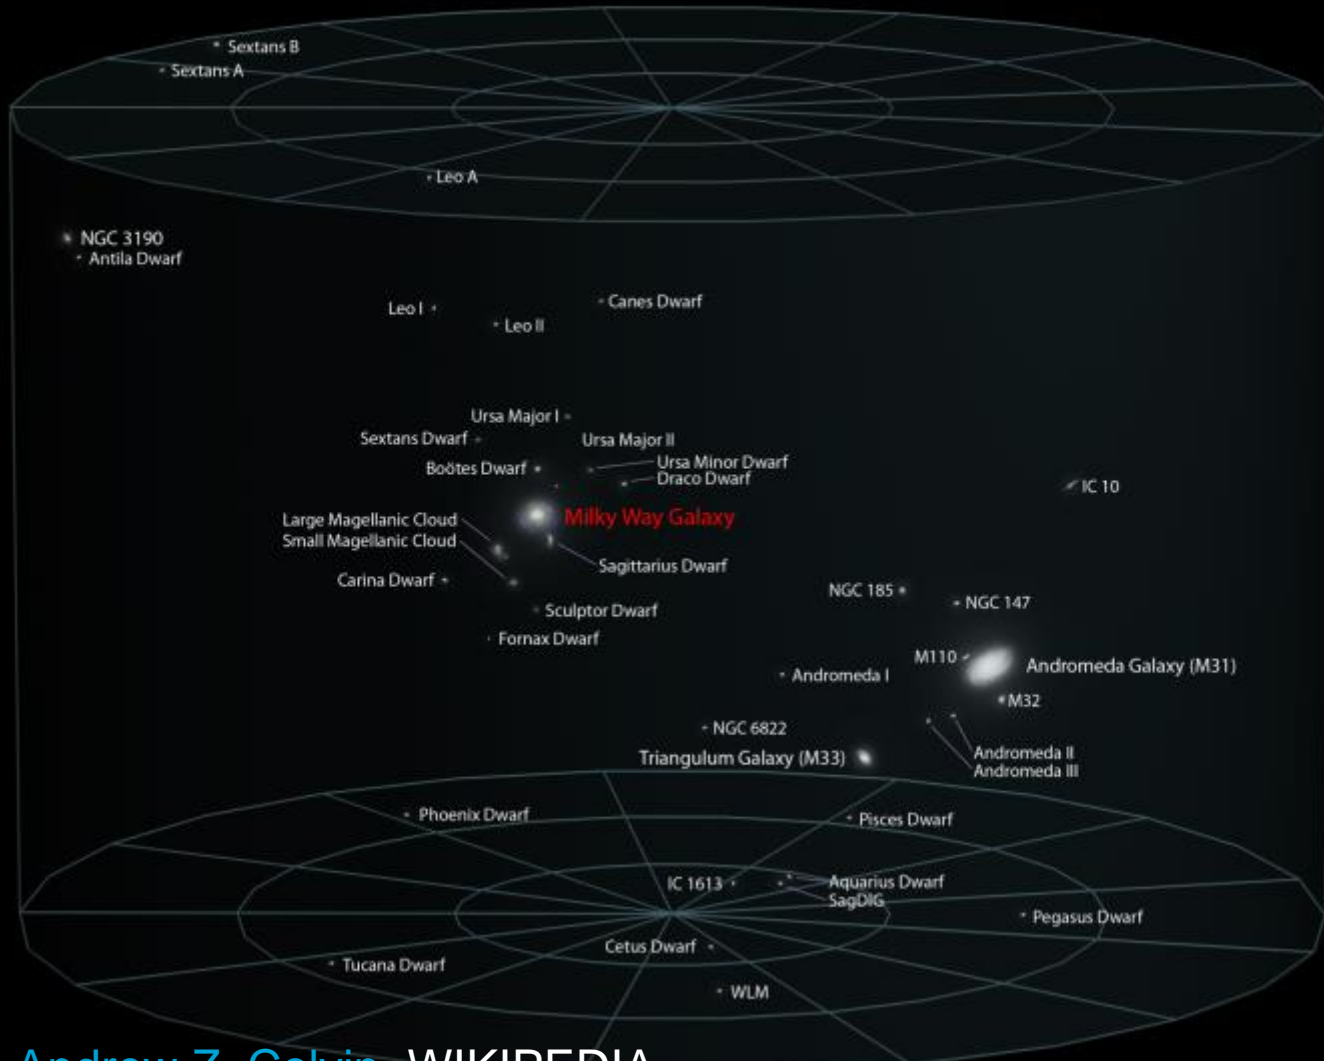 Sextans B
Sextans A
Leo A
NGC 3190
Antila Dwarf
Canes Dwarf
Leo I
Leo II
Ursa Major I
Sextans Dwarf
Ursa Major II
Boötes Dwarf
Ursa Minor Dwarf
Draco Dwarf
IC 10
Milky Way Galaxy
Large Magellanic Cloud
Small Magellanic Cloud
Sagittarius Dwarf
Carina Dwarf
NGC 185
NGC 147
Sculptor Dwarf
Fornax Dwarf
M110
Andromeda Galaxy (M31)
Andromeda I
M32
NGC 6822
Andromeda II
Triangulum Galaxy (M33)
Andromeda III
Phoenix Dwarf
Pisces Dwarf
IC 1613
Aquarius Dwarf
SagDIG
Pegasus Dwarf
Cetus Dwarf
Tucana Dwarf
WLM
Andrew Z. Colvin, WIKIPEDIA